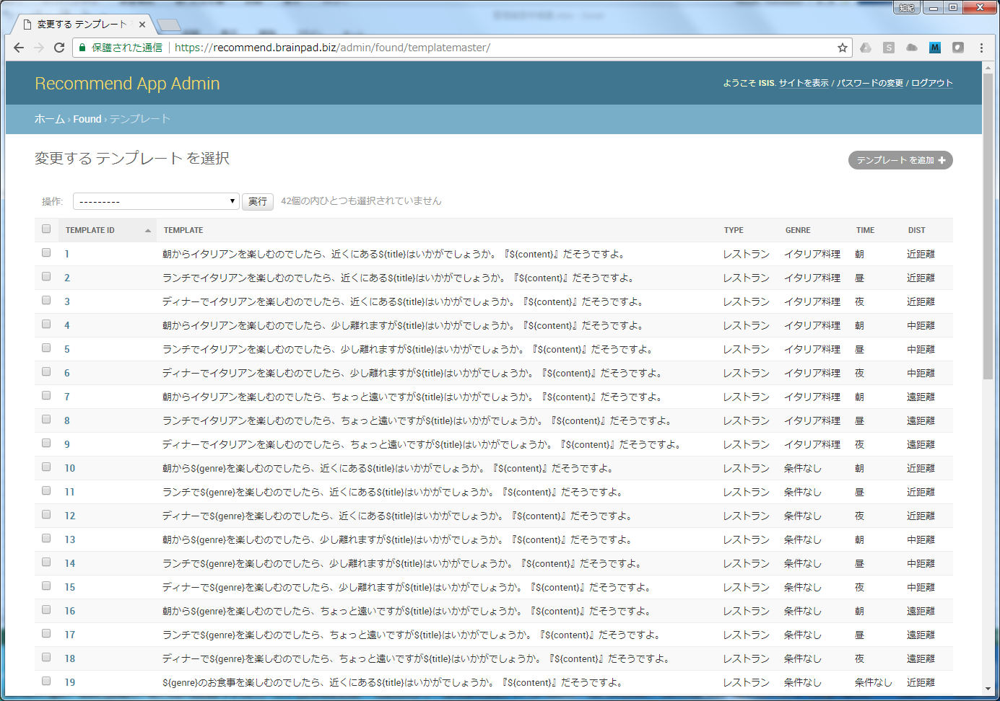 知紀
変更する テンプレート
保護された通信 https://recommend.brainpad.biz/admin/found/templatemaster/
Recommend App Admin
ようこそ ISIS. サイトを表示 / パスワードの変更 / ログアウト
ホーム › Found › テンプレート
変更する テンプレート を選択
テンプレート を追加 +
操作: --------- 実行 42個の内ひとつも選択されていません
TEMPLATE ID TEMPLATE TYPE GENRE TIME DIST
1 朝からイタリアンを楽しむのでしたら、近くにある${title}はいかがでしょうか。『${content}』だそうですよ。 レストラン イタリア料理 朝 近距離
2 ランチでイタリアンを楽しむのでしたら、近くにある${title}はいかがでしょうか。『${content}』だそうですよ。 レストラン イタリア料理 昼 近距離
3 ディナーでイタリアンを楽しむのでしたら、近くにある${title}はいかがでしょうか。『${content}』だそうですよ。 レストラン イタリア料理 夜 近距離
4 朝からイタリアンを楽しむのでしたら、少し離れますが${title}はいかがでしょうか。『${content}』だそうですよ。 レストラン イタリア料理 朝 中距離
5 ランチでイタリアンを楽しむのでしたら、少し離れますが${title}はいかがでしょうか。『${content}』だそうですよ。 レストラン イタリア料理 昼 中距離
6 ディナーでイタリアンを楽しむのでしたら、少し離れますが${title}はいかがでしょうか。『${content}』だそうですよ。 レストラン イタリア料理 夜 中距離
7 朝からイタリアンを楽しむのでしたら、ちょっと遠いですが${title}はいかがでしょうか。『${content}』だそうですよ。 レストラン イタリア料理 朝 遠距離
8 ランチでイタリアンを楽しむのでしたら、ちょっと遠いですが${title}はいかがでしょうか。『${content}』だそうですよ。 レストラン イタリア料理 昼 遠距離
9 ディナーでイタリアンを楽しむのでしたら、ちょっと遠いですが${title}はいかがでしょうか。『${content}』だそうですよ。 レストラン イタリア料理 夜 遠距離
10 朝から${genre}を楽しむのでしたら、近くにある${title}はいかがでしょうか。『${content}』だそうですよ。 レストラン 条件なし 朝 近距離
11 ランチで${genre}を楽しむのでしたら、近くにある${title}はいかがでしょうか。『${content}』だそうですよ。 レストラン 条件なし 昼 近距離
12 ディナーで${genre}を楽しむのでしたら、近くにある${title}はいかがでしょうか。『${content}』だそうですよ。 レストラン 条件なし 夜 近距離
13 朝から${genre}を楽しむのでしたら、少し離れますが${title}はいかがでしょうか。『${content}』だそうですよ。 レストラン 条件なし 朝 中距離
14 ランチで${genre}を楽しむのでしたら、少し離れますが${title}はいかがでしょうか。『${content}』だそうですよ。 レストラン 条件なし 昼 中距離
15 ディナーで${genre}を楽しむのでしたら、少し離れますが${title}はいかがでしょうか。『${content}』だそうですよ。 レストラン 条件なし 夜 中距離
16 朝から${genre}を楽しむのでしたら、ちょっと遠いですが${title}はいかがでしょうか。『${content}』だそうですよ。 レストラン 条件なし 朝 遠距離
17 ランチで${genre}を楽しむのでしたら、ちょっと遠いですが${title}はいかがでしょうか。『${content}』だそうですよ。 レストラン 条件なし 昼 遠距離
18 ディナーで${genre}を楽しむのでしたら、ちょっと遠いですが${title}はいかがでしょうか。『${content}』だそうですよ。 レストラン 条件なし 夜 遠距離
19 ${genre}のお食事を楽しむのでしたら、近くにある${title}はいかがでしょうか。『${content}』だそうですよ。 レストラン 条件なし 条件なし 近距離